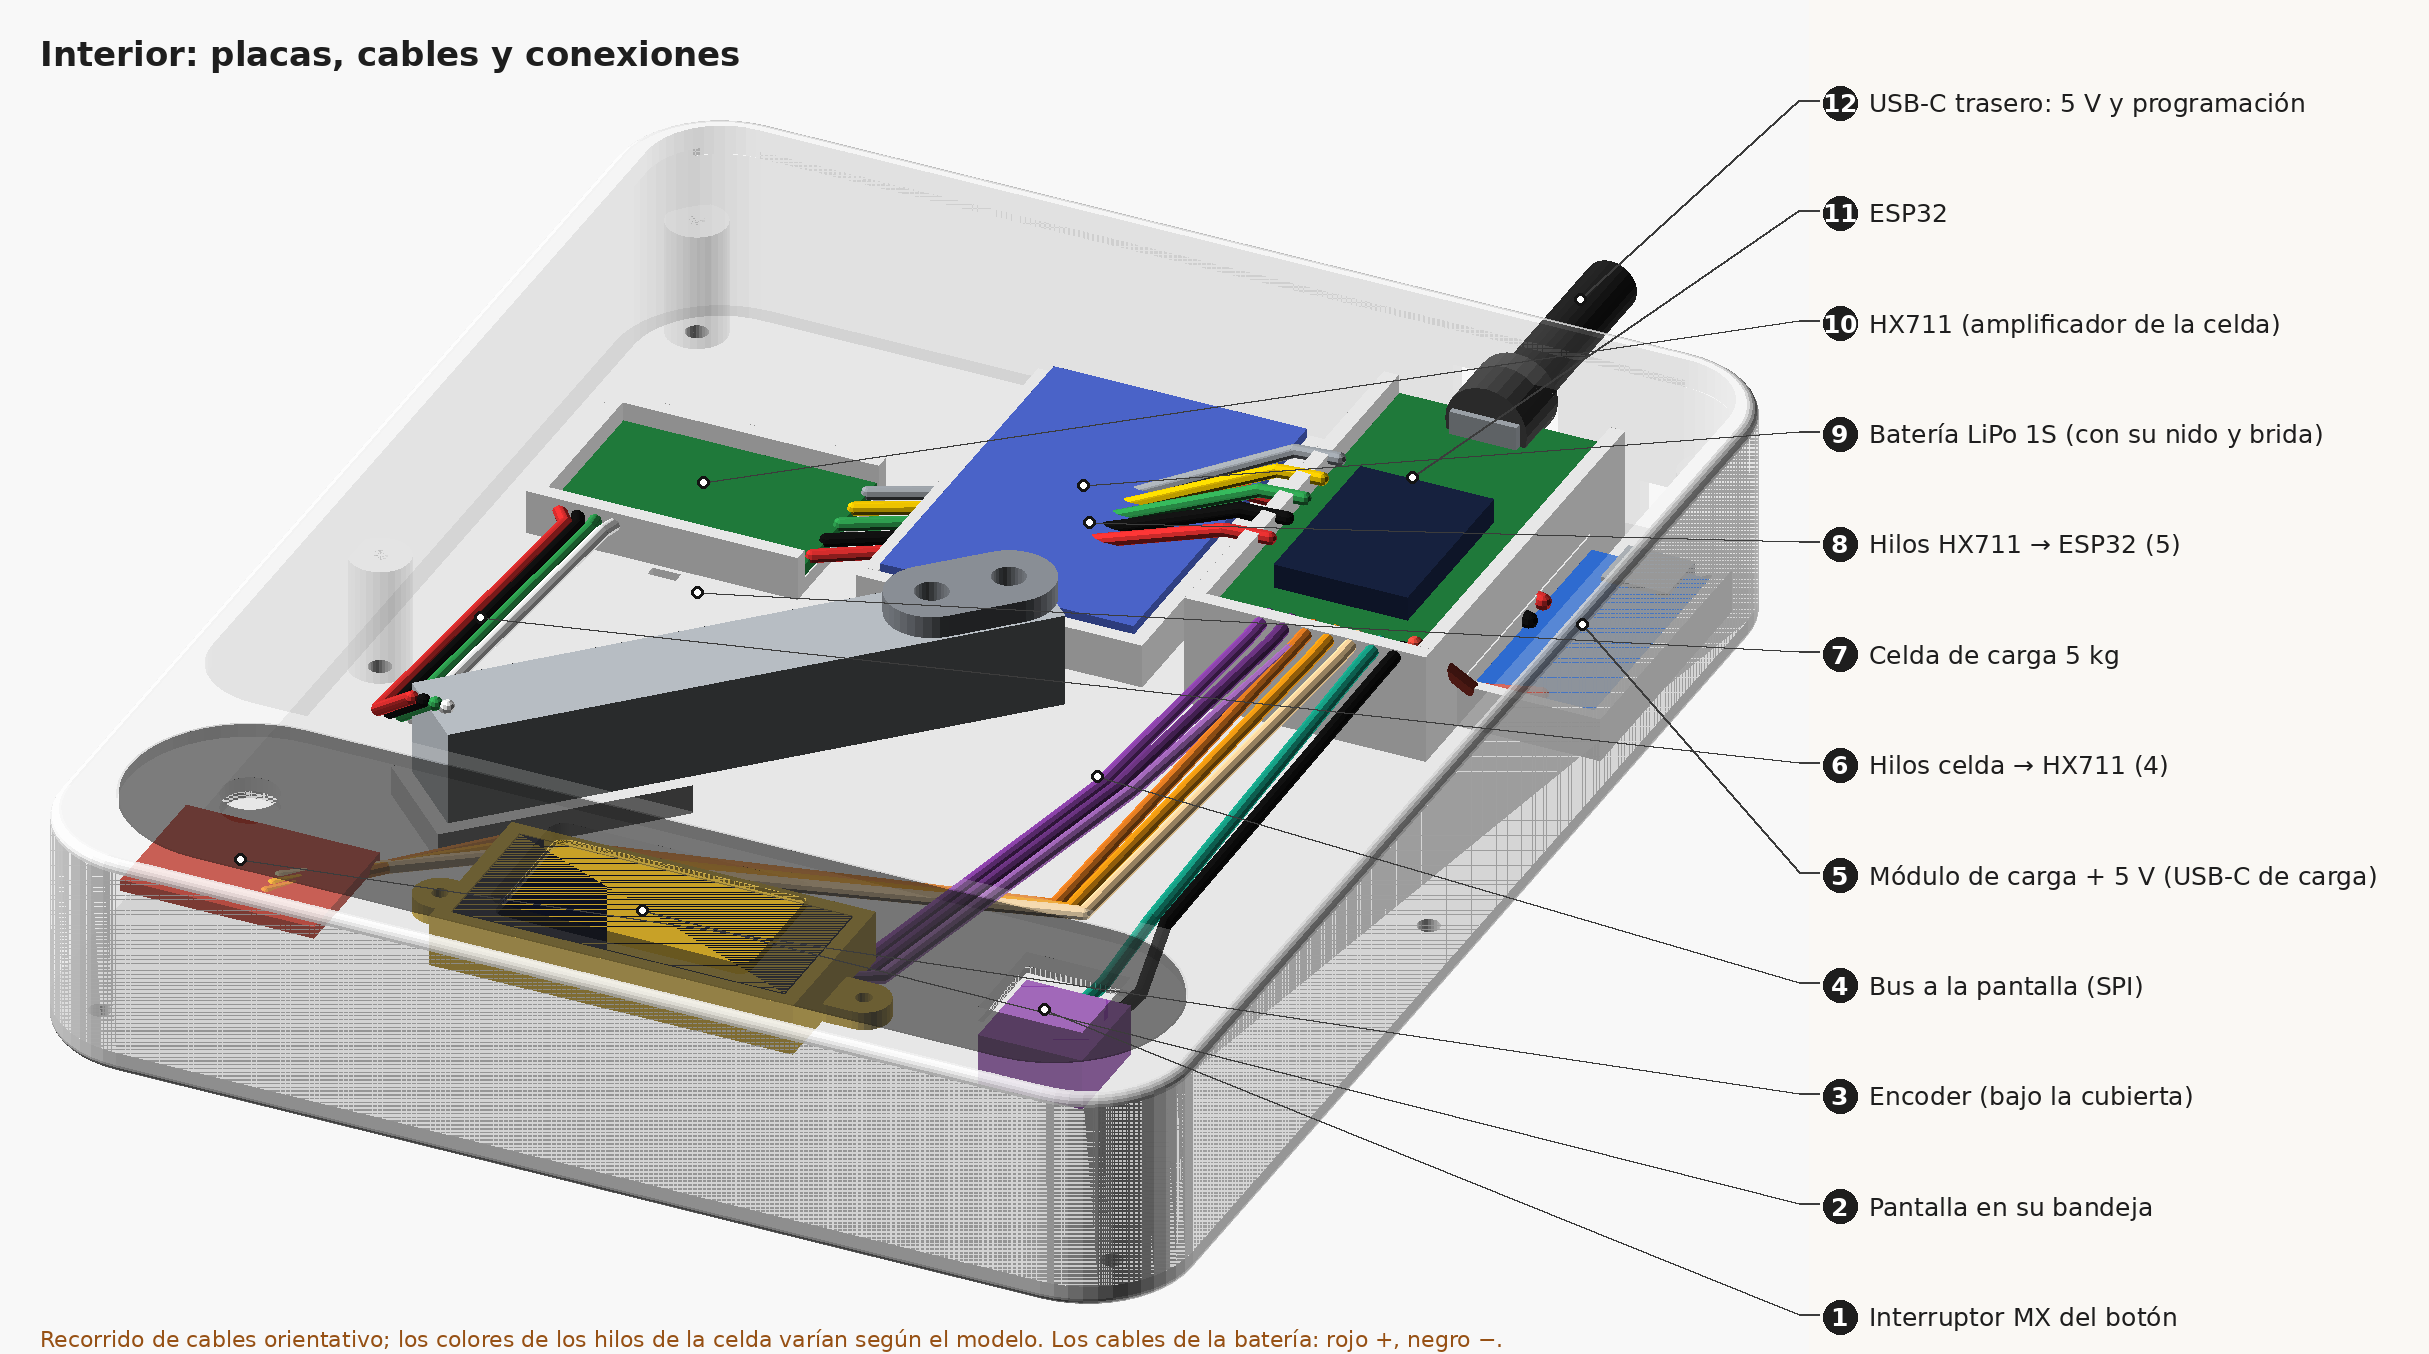 Interior: placas, cables y conexiones
12 USB-C trasero: 5 V y programación
11 ESP32
10 HX711 (amplificador de la celda)
9 Batería LiPo 1S (con su nido y brida)
8 Hilos HX711 → ESP32 (5)
7 Celda de carga 5 kg
6 Hilos celda → HX711 (4)
5 Módulo de carga + 5 V (USB-C de carga)
4 Bus a la pantalla (SPI)
3 Encoder (bajo la cubierta)
2 Pantalla en su bandeja
1 Interruptor MX del botón
Recorrido de cables orientativo; los colores de los hilos de la celda varían según el modelo. Los cables de la batería: rojo +, negro −.